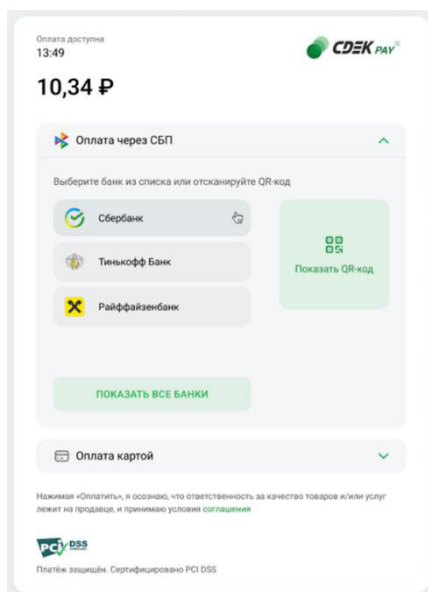 Оплата доступна
13:49
CDEK PAY®
10,34 ₽
Оплата через СБП
Выберите банк из списка или отсканируйте QR-код
Сбербанк
Тинькофф Банк
Райффайзенбанк
Показать QR-код
ПОКАЗАТЬ ВСЕ БАНКИ
Оплата картой
Нажимая «Оплатить», я осознаю, что ответственность за качество товаров и/или услуг
лежит на продавце, и принимаю условия соглашения
PCI DSS
Платёж защищён. Сертифицировано PCI DSS